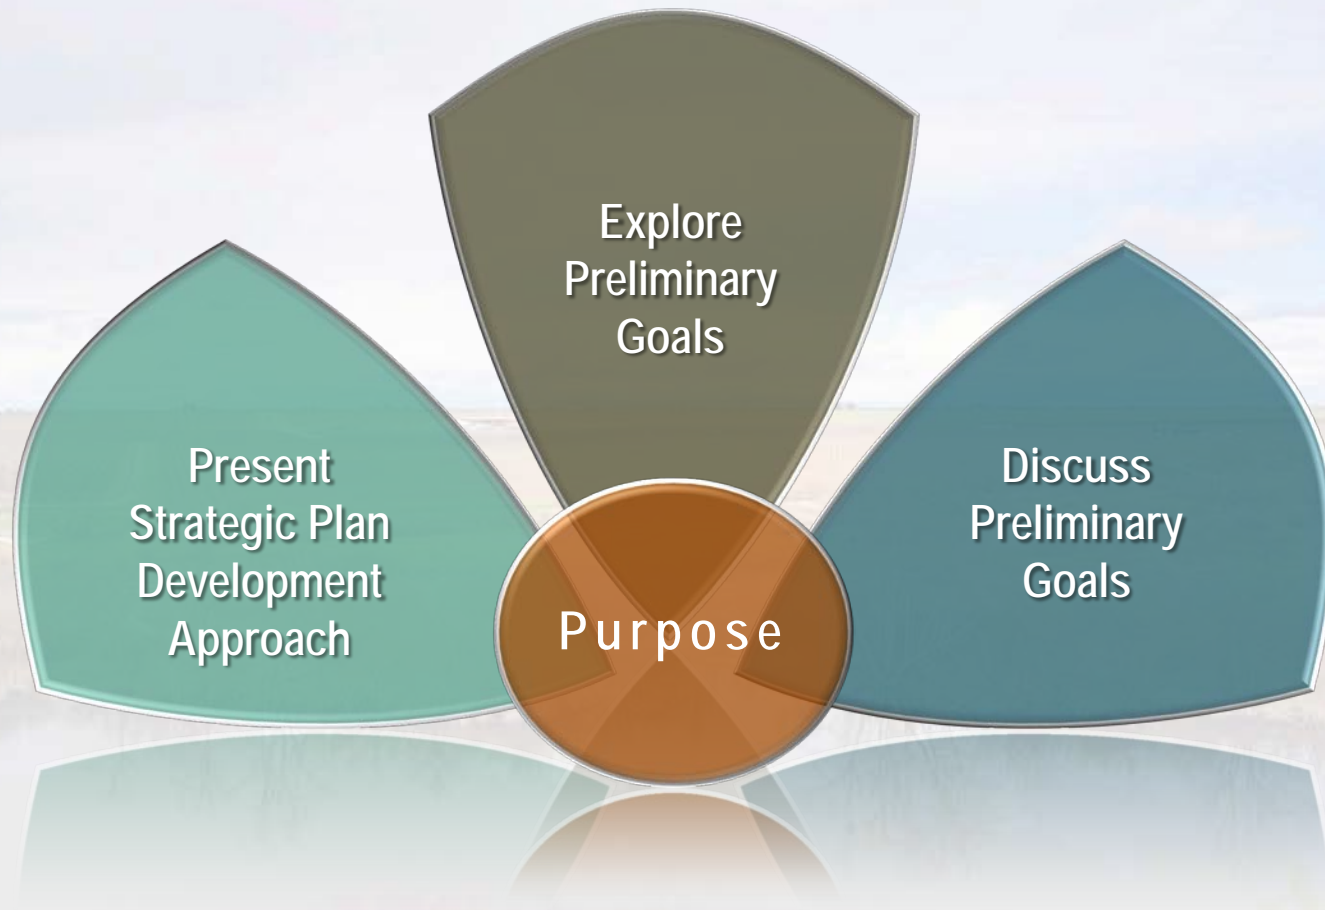 Present
Strategic Plan
Development
Approach
Explore
Preliminary
Goals
Discuss
Preliminary
Goals
Purpose